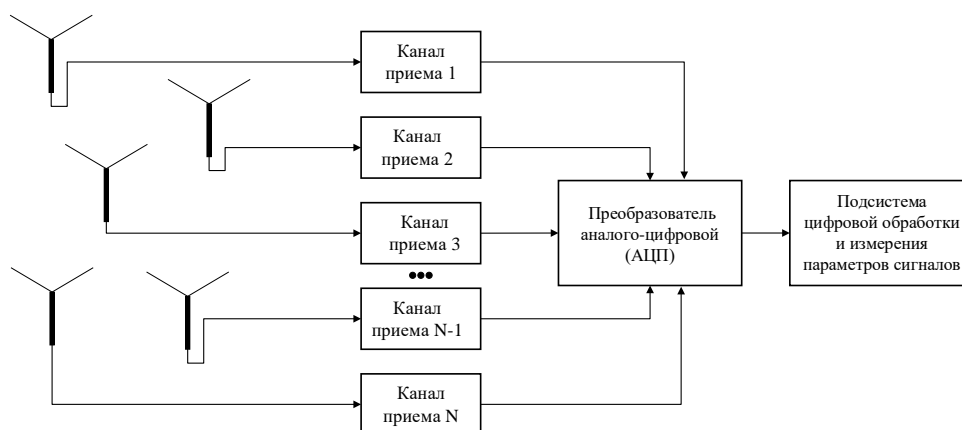 Канал
приема 1
Канал
приема 2
Канал
приема 3
Канал
приема N-1
Канал
приема N
Преобразователь
аналого-цифровой
(АЦП)
Подсистема
цифровой обработки
и измерения
параметров сигналов